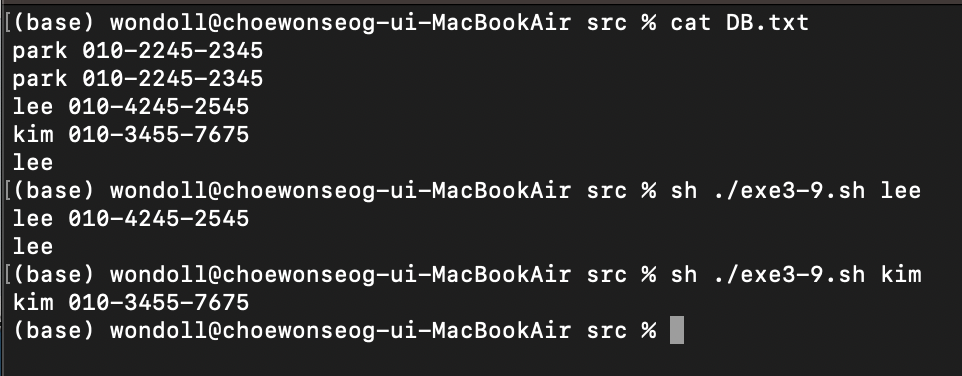 (base) wondoll@choewonseog-ui-MacBookAir src % cat DB.txt
park 010-2245-2345
park 010-2245-2345
lee 010-4245-2545
kim 010-3455-7675
lee
(base) wondoll@choewonseog-ui-MacBookAir src % sh ./exe3-9.sh lee
lee 010-4245-2545
lee
(base) wondoll@choewonseog-ui-MacBookAir src % sh ./exe3-9.sh kim
kim 010-3455-7675
(base) wondoll@choewonseog-ui-MacBookAir src %